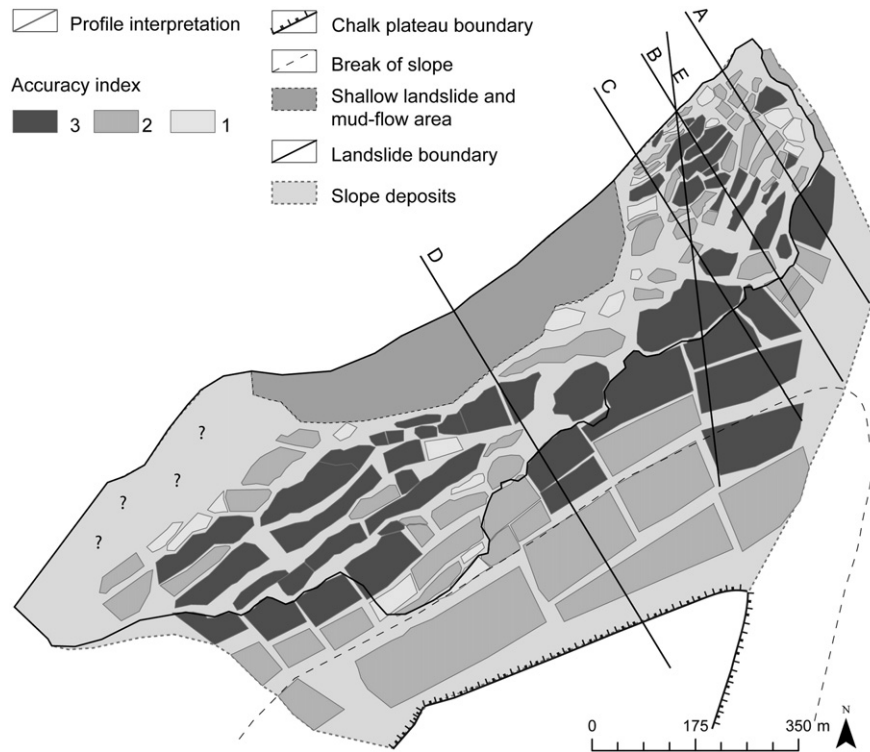 Profile interpretation
Accuracy index
3 2 1
Chalk plateau boundary
Break of slope
Shallow landslide and
mud-flow area
Landslide boundary
Slope deposits
A
B
E
C
D
?
?
?
?
0 175 350 m
N